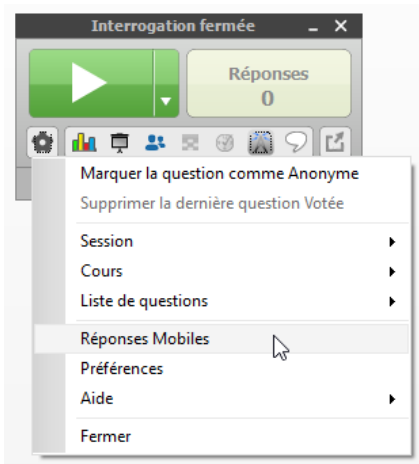 Interrogation fermée
Réponses
0
Marquer la question comme Anonyme
Supprimer la dernière question Votée
Session
Cours
Liste de questions
Réponses Mobiles
Préférences
Aide
Fermer